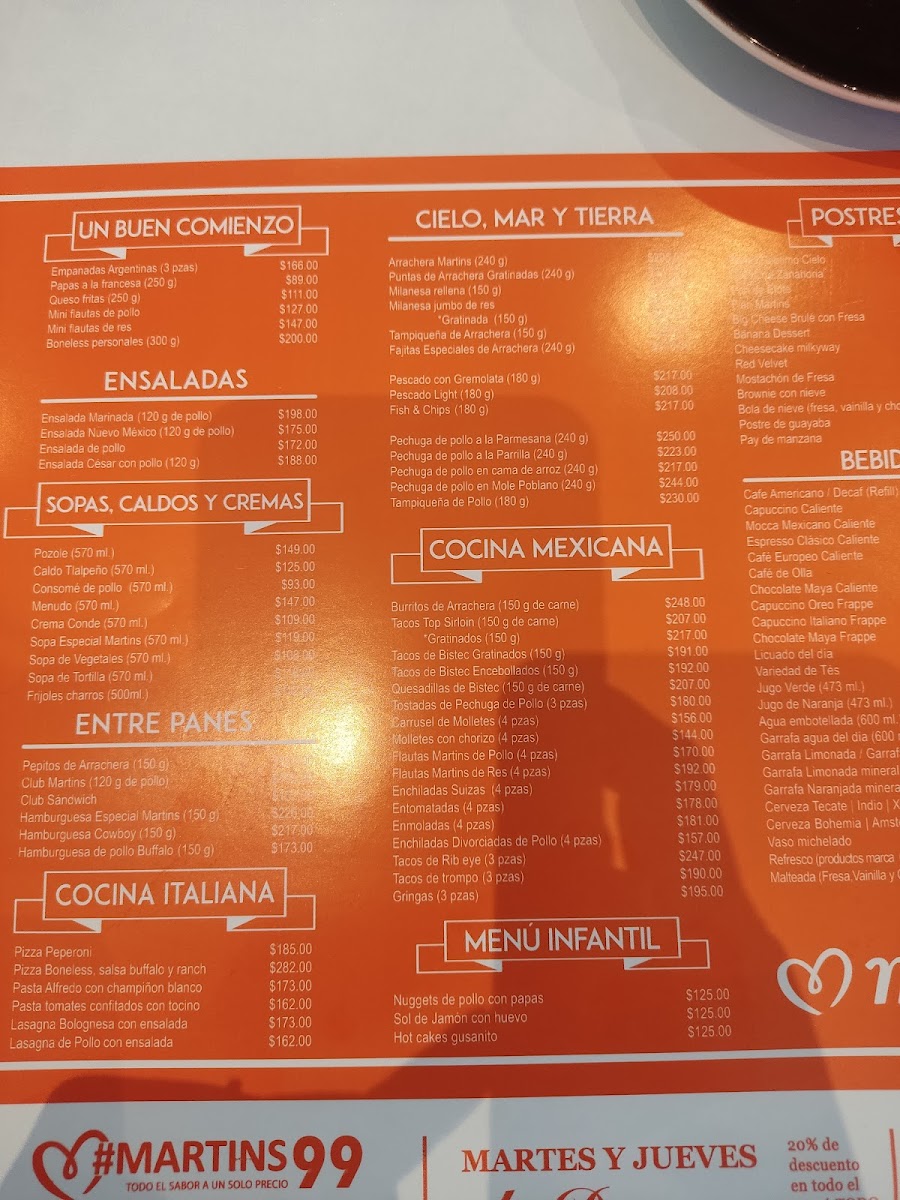 UN BUEN COMIENZO
Empanadas Argentinas (3 pzas) $166.00
Papas a la francesa (250 g) $89.00
Queso fritas (250 g) $111.00
Mini flautas de pollo $127.00
Mini flautas de res $147.00
Boneless personales (300 g) $200.00
ENSALADAS
Ensalada Marinada (120 g de pollo) $198.00
Ensalada Nuevo México (120 g de pollo) $175.00
Ensalada de pollo $172.00
Ensalada César con pollo (120 g) $188.00
SOPAS, CALDOS Y CREMAS
Pozole (570 ml.) $149.00
Caldo Tlalpeño (570 ml.) $125.00
Consomé de pollo (570 ml.) $93.00
Menudo (570 ml.) $147.00
Crema Conde (570 ml.) $109.00
Sopa Especial Martins (570 ml.) $119.00
Sopa de Vegetales (570 ml.)
Sopa de Tortilla (570 ml.)
Frijoles charros (500ml.)
ENTRE PANES
Pepitos de Arrachera (150 g)
Club Martins (120 g de pollo)
Club Sándwich
Hamburguesa Especial Martins (150 g)
Hamburguesa Cowboy (150 g) $217.00
Hamburguesa de pollo Buffalo (150 g) $173.00
COCINA ITALIANA
Pizza Peperoni $185.00
Pizza Boneless, salsa buffalo y ranch $282.00
Pasta Alfredo con champiñon blanco $173.00
Pasta tomates confitados con tocino $162.00
Lasagna Bolognesa con ensalada $173.00
Lasagna de Pollo con ensalada $162.00
CIELO, MAR Y TIERRA
Arrachera Martins (240 g)
Puntas de Arrachera Gratinadas (240 g)
Milanesa rellena (150 g)
Milanesa jumbo de res
*Gratinada (150 g)
Tampiqueña de Arrachera (150 g)
Fajitas Especiales de Arrachera (240 g)
Pescado con Gremolata (180 g) $217.00
Pescado Light (180 g) $208.00
Fish & Chips (180 g) $217.00
Pechuga de pollo a la Parmesana (240 g) $250.00
Pechuga de pollo a la Parrilla (240 g) $223.00
Pechuga de pollo en cama de arroz (240 g) $217.00
Pechuga de pollo en Mole Poblano (240 g) $244.00
Tampiqueña de Pollo (180 g) $230.00
COCINA MEXICANA
Burritos de Arrachera (150 g de carne) $248.00
Tacos Top Sirloin (150 g de carne) $207.00
*Gratinados (150 g) $217.00
Tacos de Bistec Gratinados (150 g) $191.00
Tacos de Bistec Encebollados (150 g) $192.00
Quesadillas de Bistec (150 g de carne) $207.00
Tostadas de Pechuga de Pollo (3 pzas) $180.00
Carrusel de Molletes (4 pzas) $156.00
Molletes con chorizo (4 pzas) $144.00
Flautas Martins de Pollo (4 pzas) $170.00
Flautas Martins de Res (4 pzas) $192.00
Enchiladas Suizas (4 pzas) $179.00
Entomatadas (4 pzas) $178.00
Enmoladas (4 pzas) $181.00
Enchiladas Divorciadas de Pollo (4 pzas) $157.00
Tacos de Rib eye (3 pzas) $247.00
Tacos de trompo (3 pzas) $190.00
Gringas (3 pzas) $195.00
MENÚ INFANTIL
Nuggets de pollo con papas $125.00
Sol de Jamón con huevo $125.00
Hot cakes gusanito $125.00
POSTRES
Cielo
Zanahoria
Martins
Big Cheese Brulé con Fresa
Banana Dessert
Cheesecake milkyway
Red Velvet
Mostachón de Fresa
Brownie con nieve
Bola de nieve (fresa, vainilla y cho
Postre de guayaba
Pay de manzana
BEBID
Cafe Americano / Decaf (Refill)
Capuccino Caliente
Mocca Mexicano Caliente
Espresso Clásico Caliente
Café Europeo Caliente
Café de Olla
Chocolate Maya Caliente
Capuccino Oreo Frappe
Capuccino Italiano Frappe
Chocolate Maya Frappe
Licuado del día
Variedad de Tés
Jugo Verde (473 ml.)
Jugo de Naranja (473 ml.)
Agua embotellada (600 ml.
Garrafa agua del día (600
Garrafa Limonada / Garraf
Garrafa Limonada mineral
Garrafa Naranjada minera
Cerveza Tecate | Indio | X
Cerveza Bohemia | Amst
Vaso michelado
Refresco (productos marca
Malteada (Fresa,Vainilla y
#MARTINS99
TODO EL SABOR A UN SOLO PRECIO
MARTES Y JUEVES
20% de
descuento
en todo el